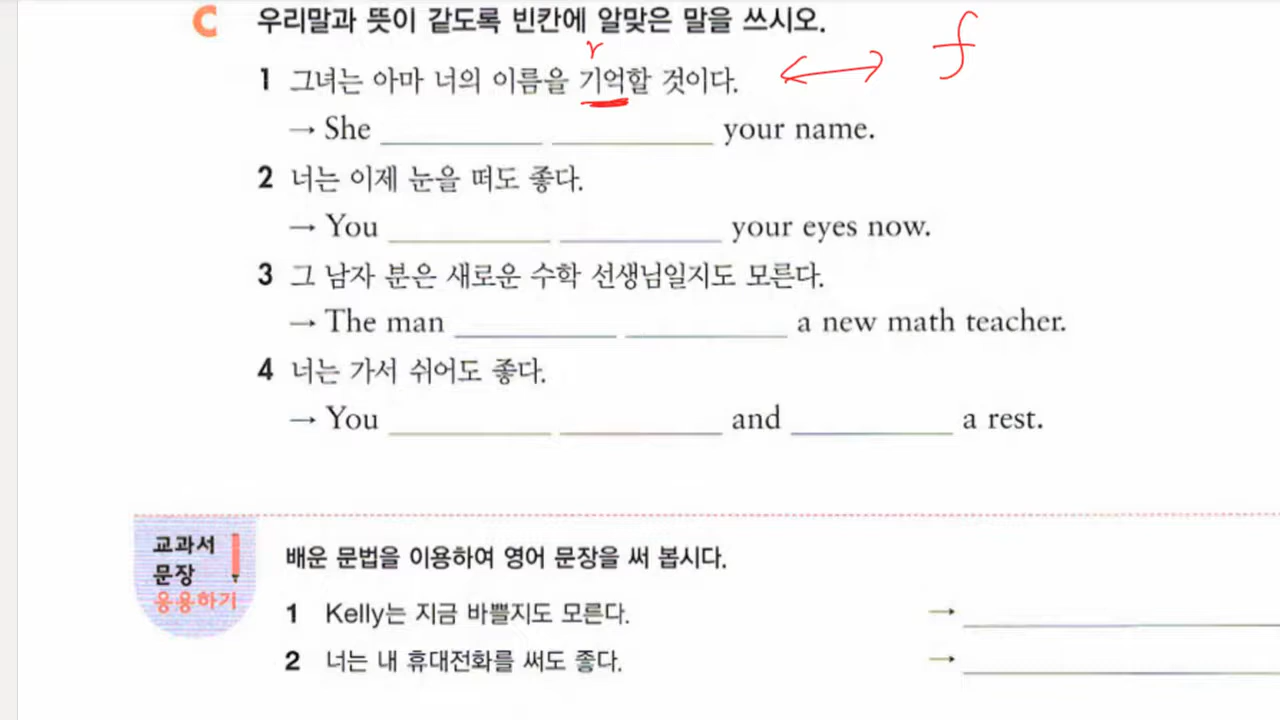 C 우리말과 뜻이 같도록 빈칸에 알맞은 말을 쓰시오.
r
f
1 그녀는 아마 너의 이름을 기억할 것이다.
→ She ________ ________ your name.
2 너는 이제 눈을 떠도 좋다.
→ You ________ ________ your eyes now.
3 그 남자 분은 새로운 수학 선생님일지도 모른다.
→ The man ________ ________ a new math teacher.
4 너는 가서 쉬어도 좋다.
→ You ________ ________ and ________ a rest.
교과서
문장
응용하기
배운 문법을 이용하여 영어 문장을 써 봅시다.
1 Kelly는 지금 바쁠지도 모른다. → ________
2 너는 내 휴대전화를 써도 좋다. → ________